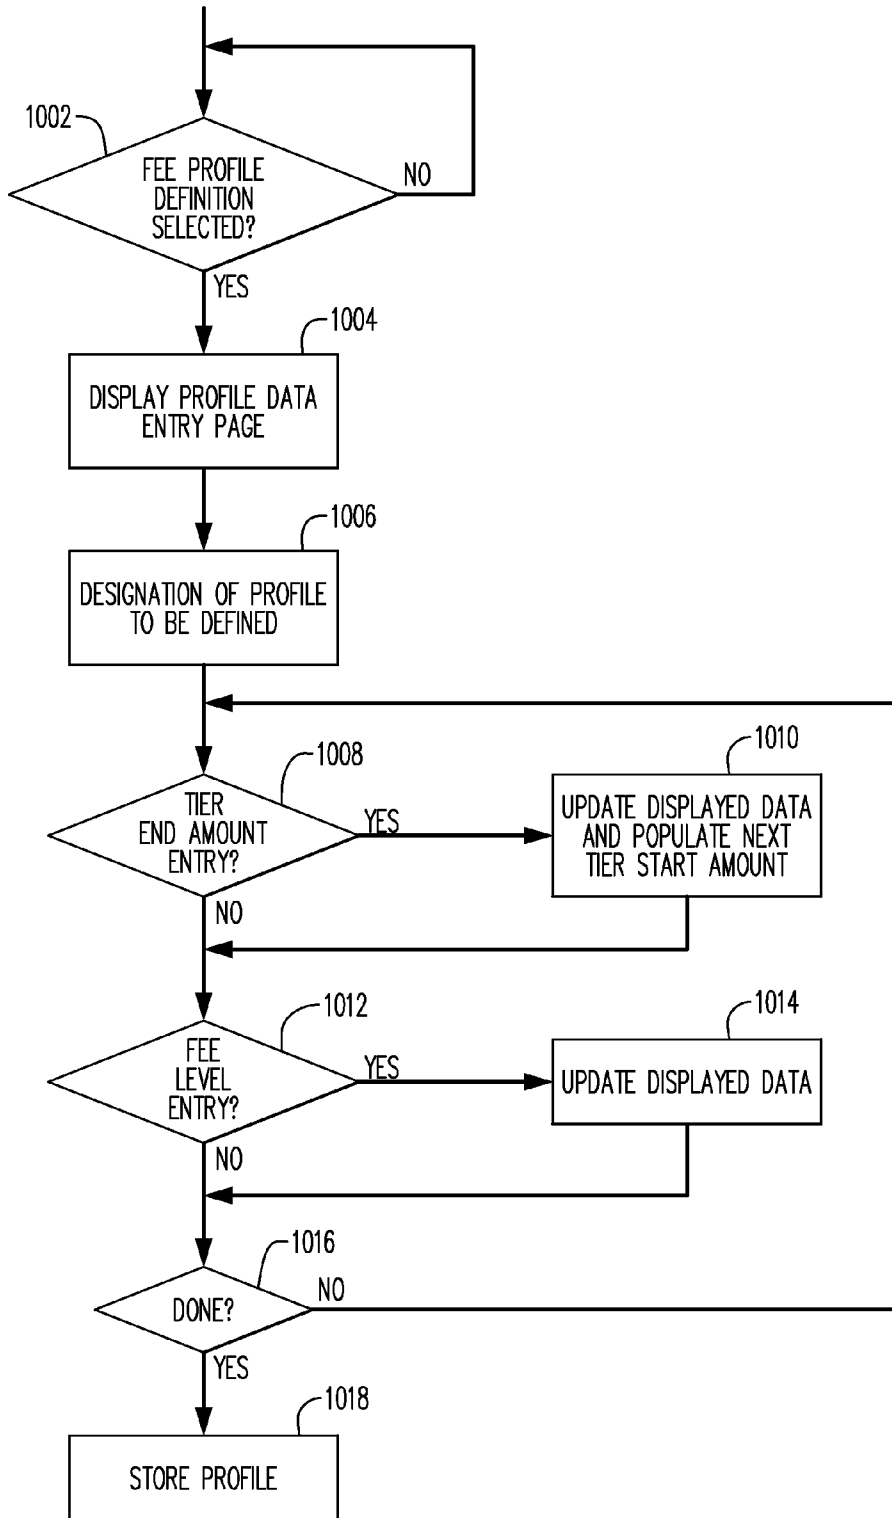 1002
FEE PROFILE
DEFINITION
SELECTED?
NO
YES
1004
DISPLAY PROFILE DATA
ENTRY PAGE
1006
DESIGNATION OF PROFILE
TO BE DEFINED
1008
TIER
END AMOUNT
ENTRY?
YES
NO
1010
UPDATE DISPLAYED DATA
AND POPULATE NEXT
TIER START AMOUNT
1012
FEE
LEVEL
ENTRY?
YES
NO
1014
UPDATE DISPLAYED DATA
1016
DONE?
NO
YES
1018
STORE PROFILE